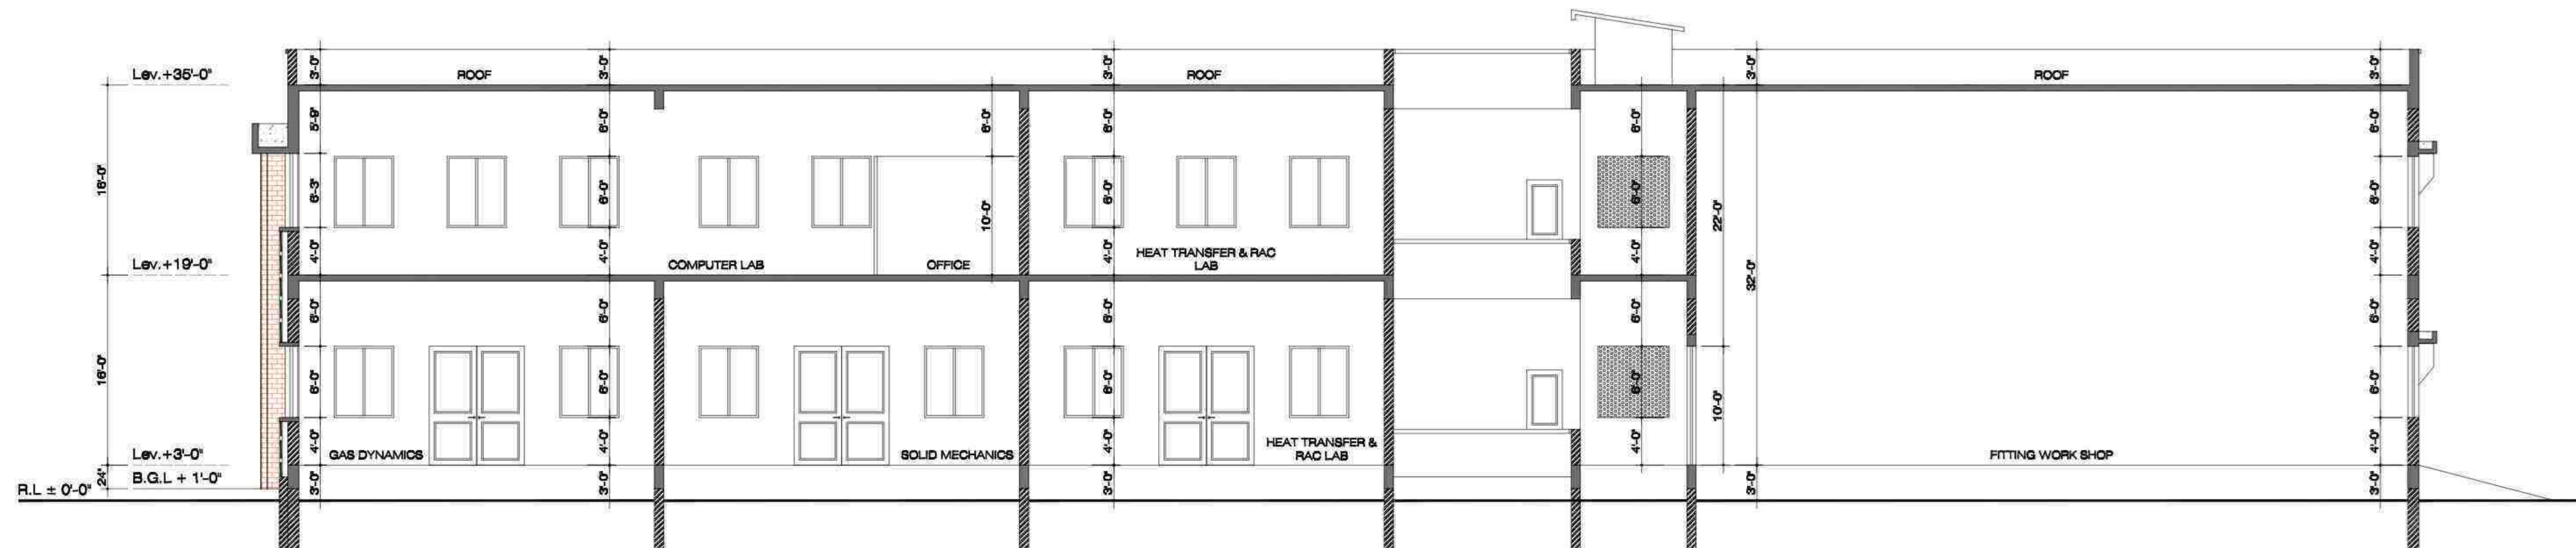 3'-0"
3'-0"
3'-0"
3'-0"
3'-0"
Lev.+35'-0"
ROOF
ROOF
ROOF
5'-9"
6'-0"
6'-0"
6'-0"
6'-0"
6'-0"
16'-0"
6'-3"
6'-0"
10'-0"
6'-0"
6'-0"
22'-0"
6'-0"
4'-0"
4'-0"
4'-0"
4'-0"
4'-0"
HEAT TRANSFER & RAC
LAB
Lev.+19'-0"
COMPUTER LAB
OFFICE
32'-0"
6'-0"
6'-0"
6'-0"
6'-0"
6'-0"
16'-0"
6'-0"
6'-0"
6'-0"
6'-0"
10'-0"
6'-0"
4'-0"
4'-0"
4'-0"
4'-0"
4'-0"
Lev.+3'-0"
GAS DYNAMICS
SOLID MECHANICS
HEAT TRANSFER &
RAC LAB
FITTING WORK SHOP
24"
B.G.L + 1'-0"
R.L ± 0'-0"
3'-0"
3'-0"
3'-0"
3'-0"
3'-0"